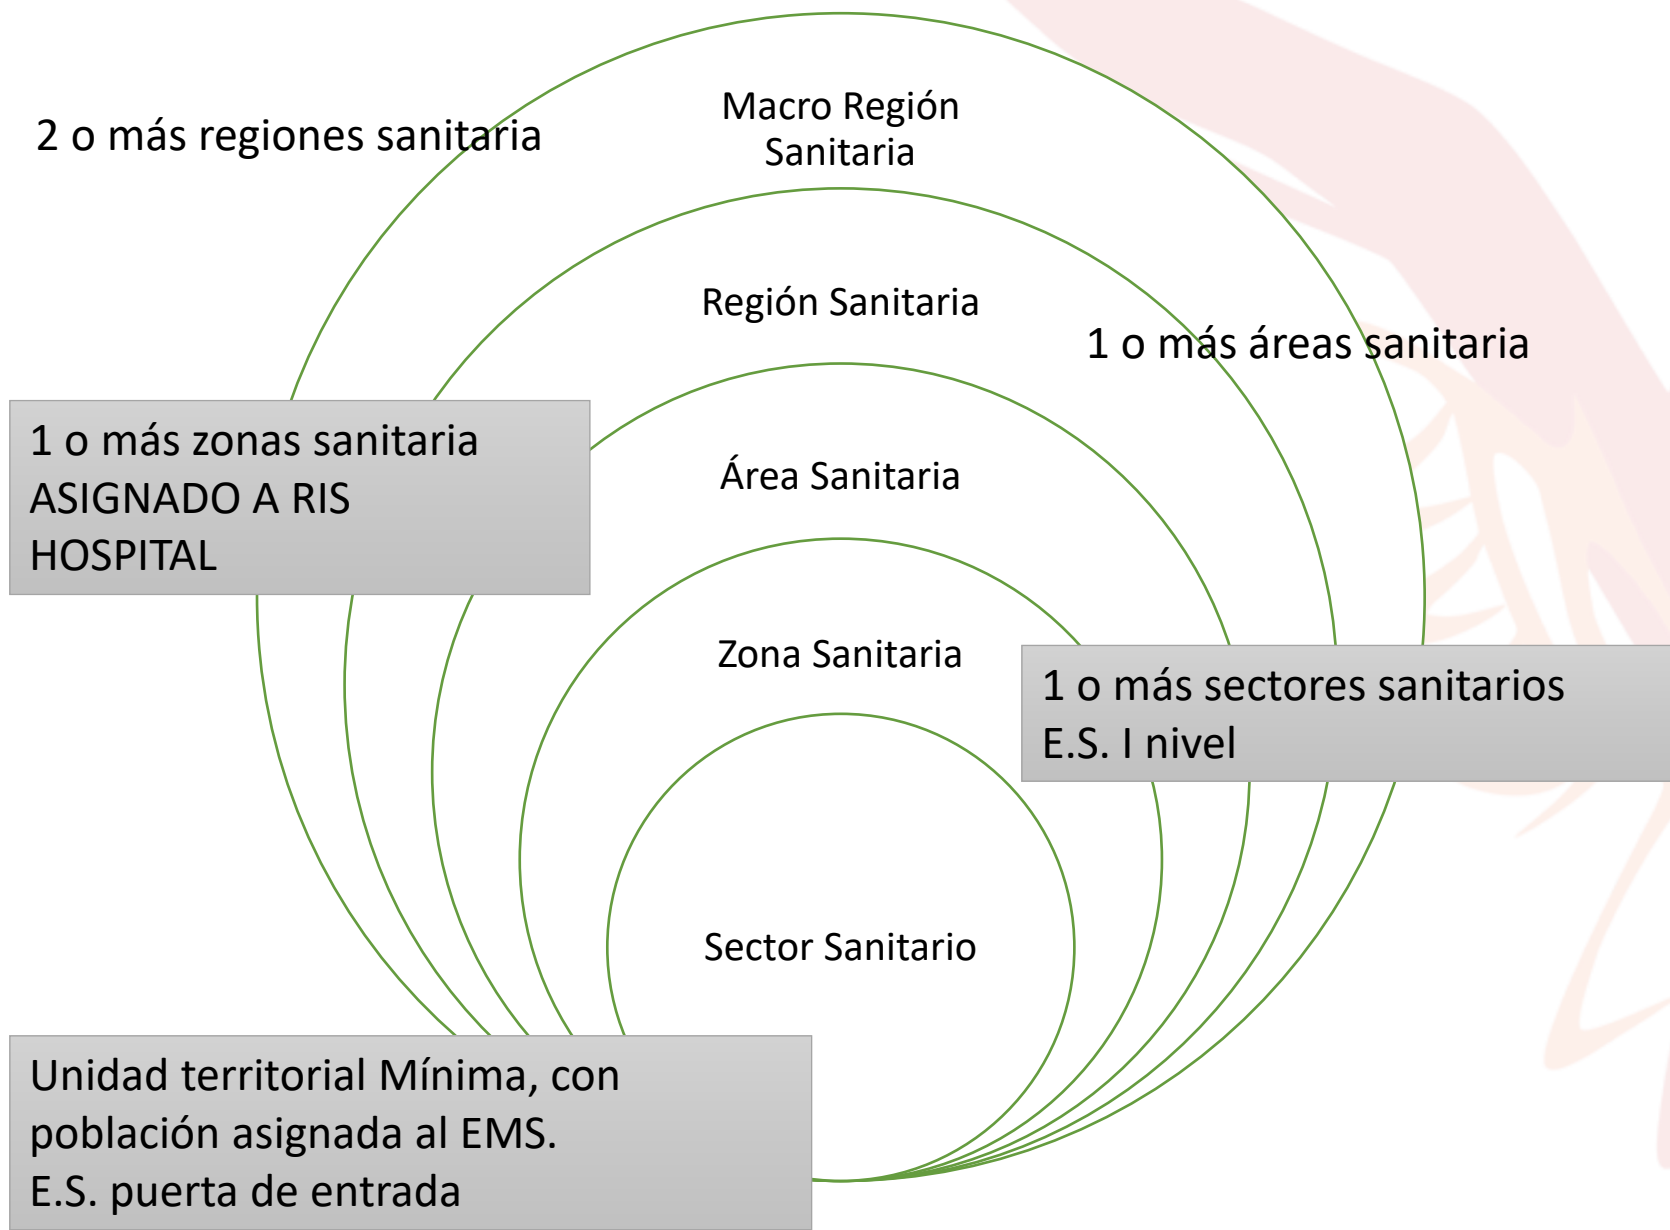 Macro Región
Sanitaria
2 o más regiones sanitaria
Región Sanitaria
1 o más áreas sanitaria
1 o más zonas sanitaria
ASIGNADO A RIS
HOSPITAL
Área Sanitaria
Zona Sanitaria
1 o más sectores sanitarios
E.S. I nivel
Sector Sanitario
Unidad territorial Mínima, con
población asignada al EMS.
E.S. puerta de entrada